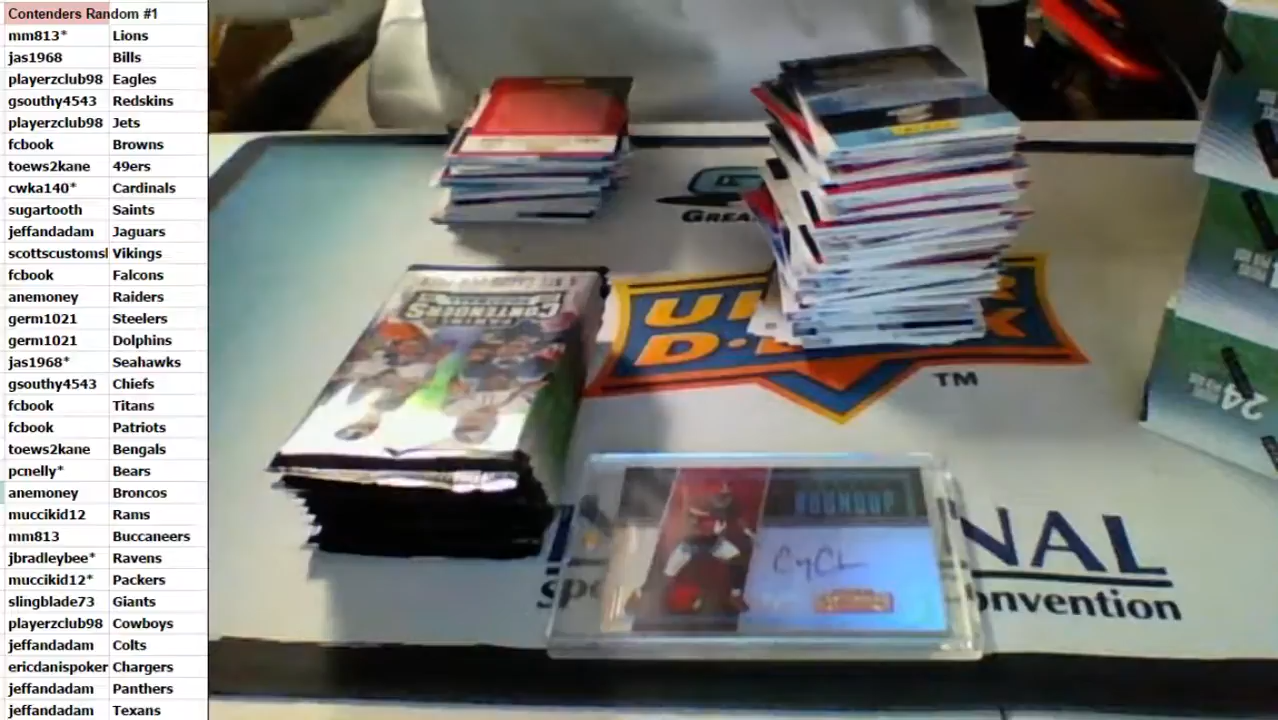 Contenders Random #1
mm813* Lions
jas1968 Bills
playerzclub98 Eagles
gsouthy4543 Redskins
playerzclub98 Jets
fcbook Browns
toews2kane 49ers
cwka140* Cardinals
sugartooth Saints
jeffandadam Jaguars
scottscustomsl Vikings
fcbook Falcons
anemoney Raiders
germ1021 Steelers
germ1021 Dolphins
jas1968* Seahawks
gsouthy4543 Chiefs
fcbook Titans
fcbook Patriots
toews2kane Bengals
pcnelly* Bears
anemoney Broncos
muccikid12 Rams
mm813 Buccaneers
jbradleybee* Ravens
muccikid12* Packers
slingblade73 Giants
playerzclub98 Cowboys
jeffandadam Colts
ericdanispoker Chargers
jeffandadam Panthers
jeffandadam Texans
GREA
CONTENDERS
TM
24
ROUNDUP
NAL
onvention